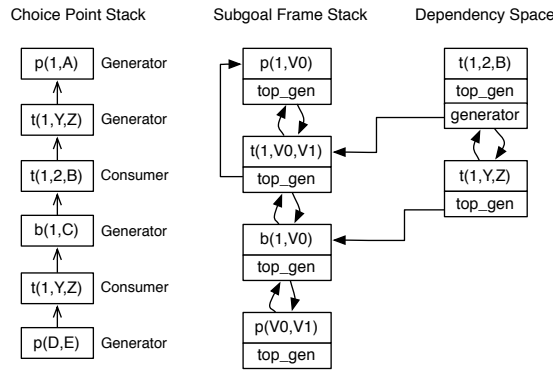 Choice Point Stack
p(1,A) Generator
t(1,Y,Z) Generator
t(1,2,B) Consumer
b(1,C) Generator
t(1,Y,Z) Consumer
p(D,E) Generator
Subgoal Frame Stack
p(1,V0)
top_gen
t(1,V0,V1)
top_gen
b(1,V0)
top_gen
p(V0,V1)
top_gen
Dependency Space
t(1,2,B)
top_gen
generator
t(1,Y,Z)
top_gen